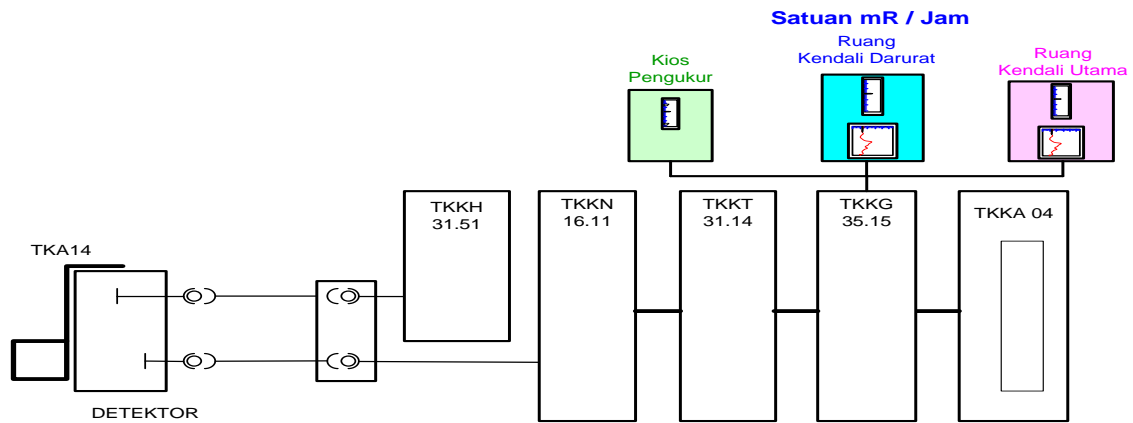 Satuan mR / Jam
Kios
Pengukur
Ruang
Kendali Darurat
Ruang
Kendali Utama
TKKH
31.51
TKKN
16.11
TKKT
31.14
TKKG
35.15
TKKA 04
TKA14
DETEKTOR